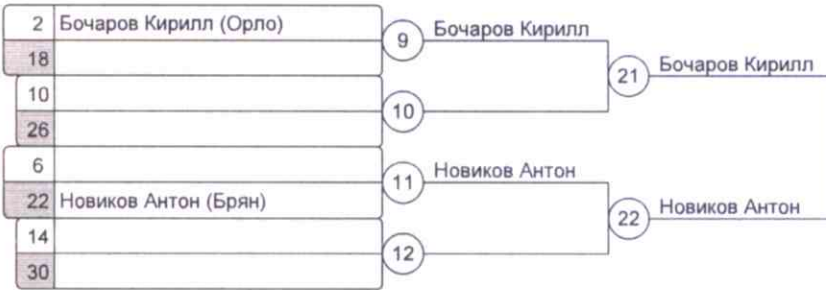 2 Бочаров Кирилл (Орло)
9 Бочаров Кирилл
18
21 Бочаров Кирилл
10
10
26
6
11 Новиков Антон
22 Новиков Антон (Брян)
22 Новиков Антон
14
12
30